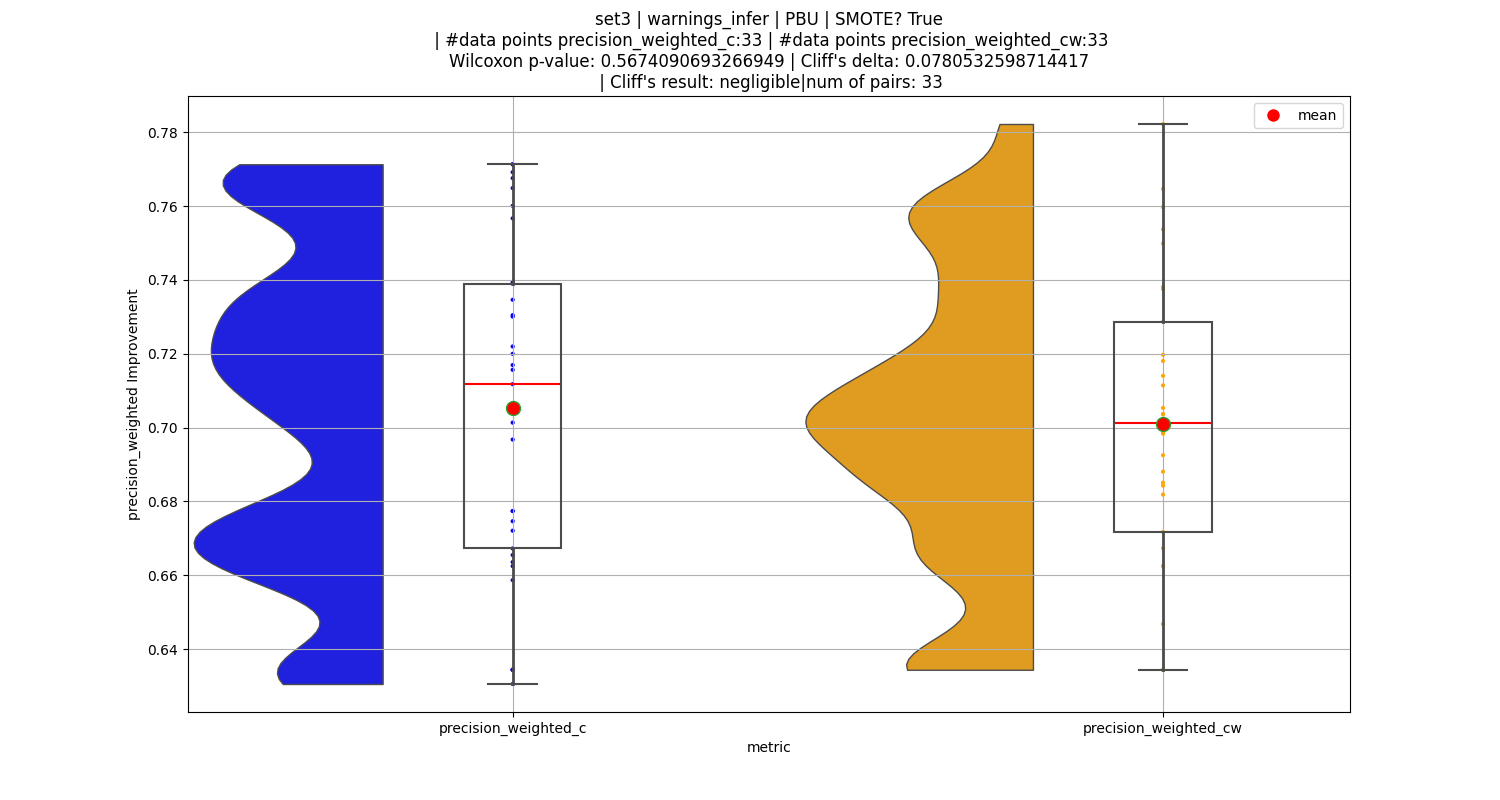 set3 | warnings_infer | PBU | SMOTE? True
| #data points precision_weighted_c:33 | #data points precision_weighted_cw:33
Wilcoxon p-value: 0.5674090693266949 | Cliff's delta: 0.0780532598714417
| Cliff's result: negligible|num of pairs: 33
mean
0.78
0.76
0.74
0.72
0.70
0.68
0.66
0.64
precision_weighted Improvement
precision_weighted_c
precision_weighted_cw
metric